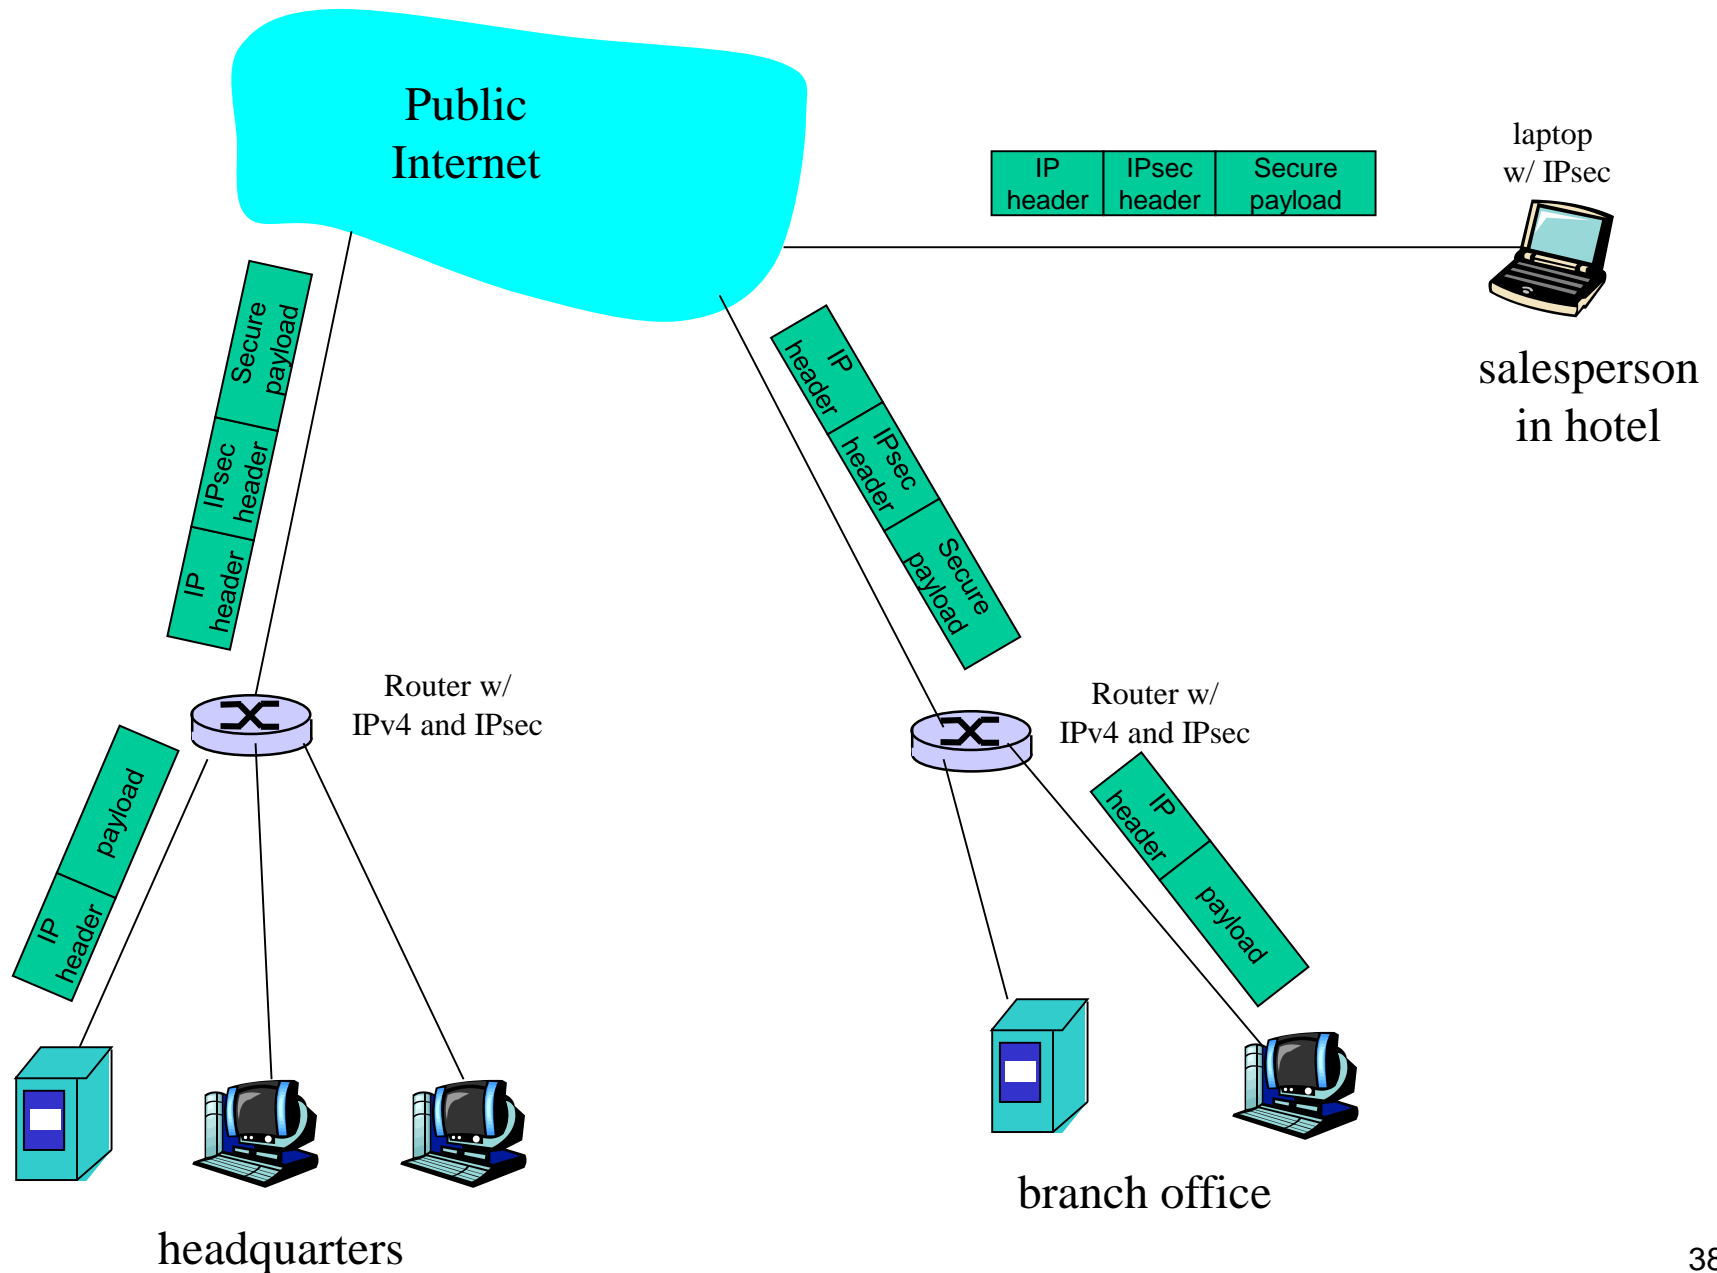 Public
Internet
IP
header
IPsec
header
Secure
payload
laptop
w/ IPsec
salesperson
in hotel
Secure
payload
IPsec
header
IP
header
IP
header
IPsec
header
Secure
payload
Router w/
IPv4 and IPsec
Router w/
IPv4 and IPsec
payload
IP
header
IP
header
payload
branch office
headquarters
38